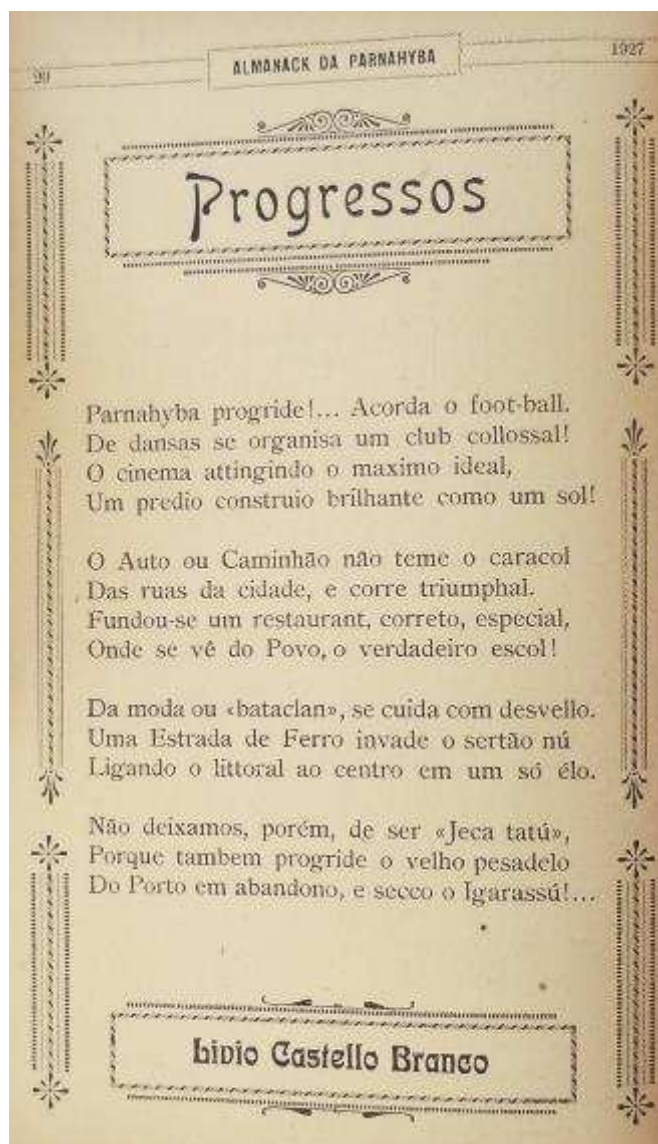 ALMANACK DA PARNAHYBA
1927
Progressos
Parnahyba progride!... Acorda o foot-ball.
De dansas se organisa um club collossal!
O cinema attingindo o maximo ideal,
Um predio construio brilhante como um sol!
O Auto ou Caminhão não teme o caracol
Das ruas da cidade, e corre triumphal.
Fundou-se um restaurant, correto, especial,
Onde se vê do Povo, o verdadeiro escol!
Da moda ou «bataclan», se cuida com desvello.
Uma Estrada de Ferro invade o sertão nú
Ligando o littoral ao centro em um só élo.
Não deixamos, porém, de ser «Jeca tatú»,
Porque tambem progride o velho pesadelo
Do Porto em abandono, e secco o Igarassú!...
Livio Castello Branco